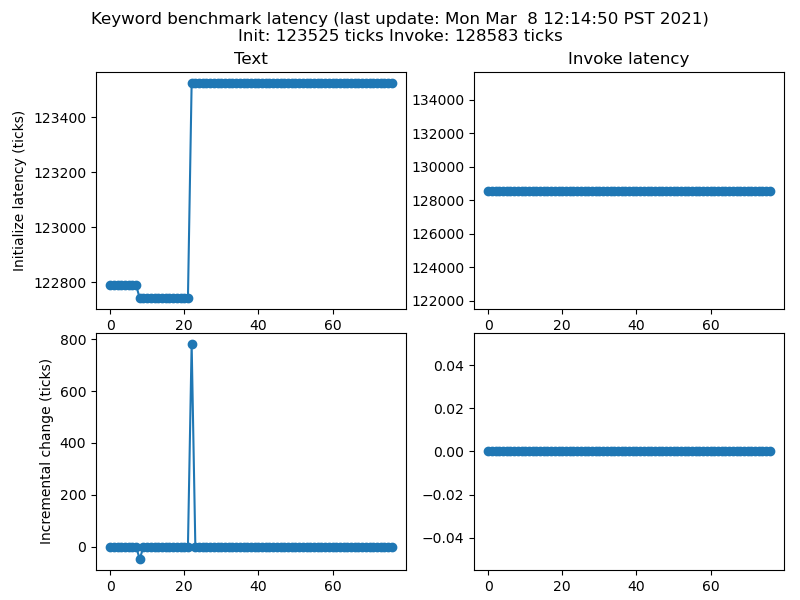 Keyword benchmark latency (last update: Mon Mar  8 12:14:50 PST 2021)
Init: 123525 ticks Invoke: 128583 ticks
Text
Invoke latency
Initialize latency (ticks)
123400
123200
123000
122800
0 20 40 60
134000
132000
130000
128000
126000
124000
122000
0 20 40 60
Incremental change (ticks)
800
600
400
200
0
0 20 40 60
0.04
0.02
0.00
−0.02
−0.04
0 20 40 60